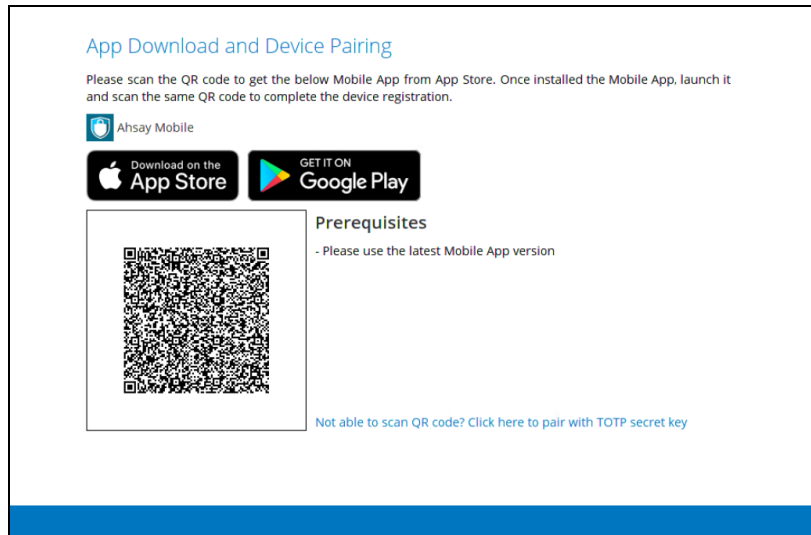 App Download and Device Pairing
Please scan the QR code to get the below Mobile App from App Store. Once installed the Mobile App, launch it
and scan the same QR code to complete the device registration.
Ahsay Mobile
Download on the
App Store
GET IT ON
Google Play
Prerequisites
- Please use the latest Mobile App version
Not able to scan QR code? Click here to pair with TOTP secret key